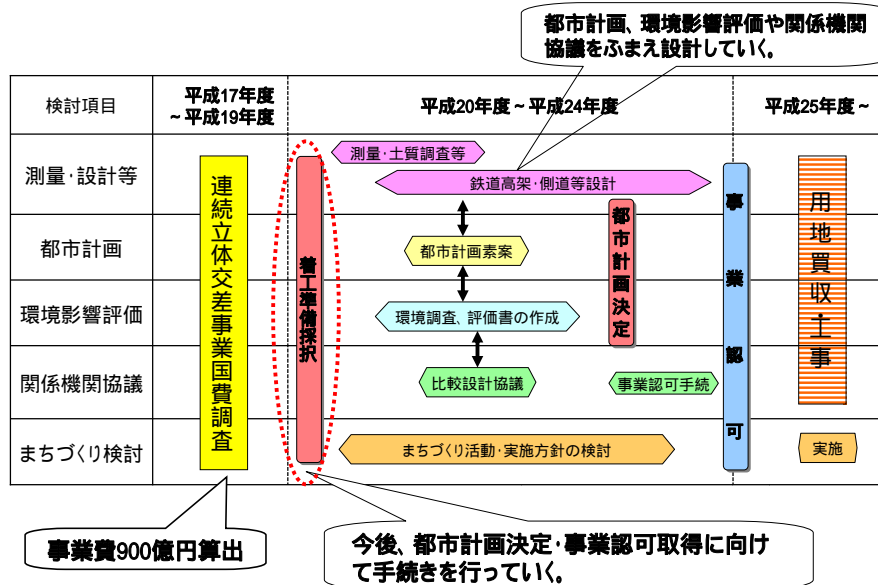 都市計画、環境影響評価や関係機関
協議をふまえ設計していく。
検討項目
平成17年度
~平成19年度
平成20年度~平成24年度
平成25年度~
測量・設計等
都市計画
環境影響評価
関係機関協議
まちづくり検討
連続立体交差事業国費調査
着工準備採択
測量・土質調査等
鉄道高架・側道等設計
都市計画素案
環境調査、評価書の作成
比較設計協議
まちづくり活動・実施方針の検討
都市計画決定
事業認可手続
事業認可
用地買収・工事
実施
事業費900億円算出
今後、都市計画決定・事業認可取得に向け
て手続きを行っていく。